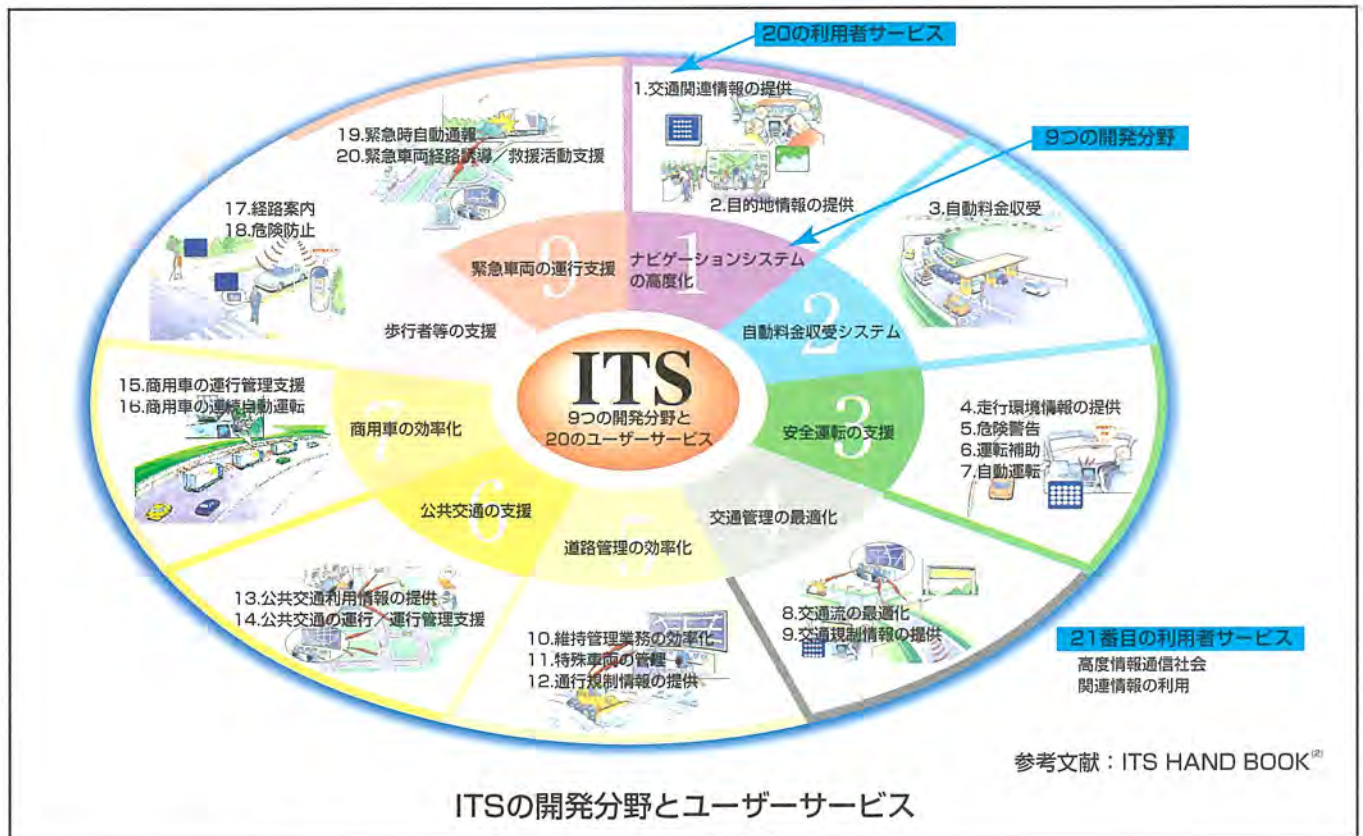 20の利用者サービス
1.交通関連情報の提供
9つの開発分野
19.緊急時自動通報
20.緊急車両経路誘導／救援活動支援
17.経路案内
18.危険防止
2.目的地情報の提供
3.自動料金収受
9
緊急車両の運行支援
1
ナビゲーションシステム
の高度化
歩行者等の支援
2
自動料金収受システム
ITS
9つの開発分野と
20のユーザーサービス
15.商用車の運行管理支援
16.商用車の連続自動運転
7
商用車の効率化
3
安全運転の支援
4.走行環境情報の提供
5.危険警告
6.運転補助
7.自動運転
6
公共交通の支援
4
交通管理の最適化
5
道路管理の効率化
13.公共交通利用情報の提供
14.公共交通の運行／運行管理支援
10.維持管理業務の効率化
11.特殊車両の管理
12.通行規制情報の提供
8.交通流の最適化
9.交通規制情報の提供
21番目の利用者サービス
高度情報通信社会
関連情報の利用
参考文献：ITS HAND BOOK(2)
ITSの開発分野とユーザーサービス